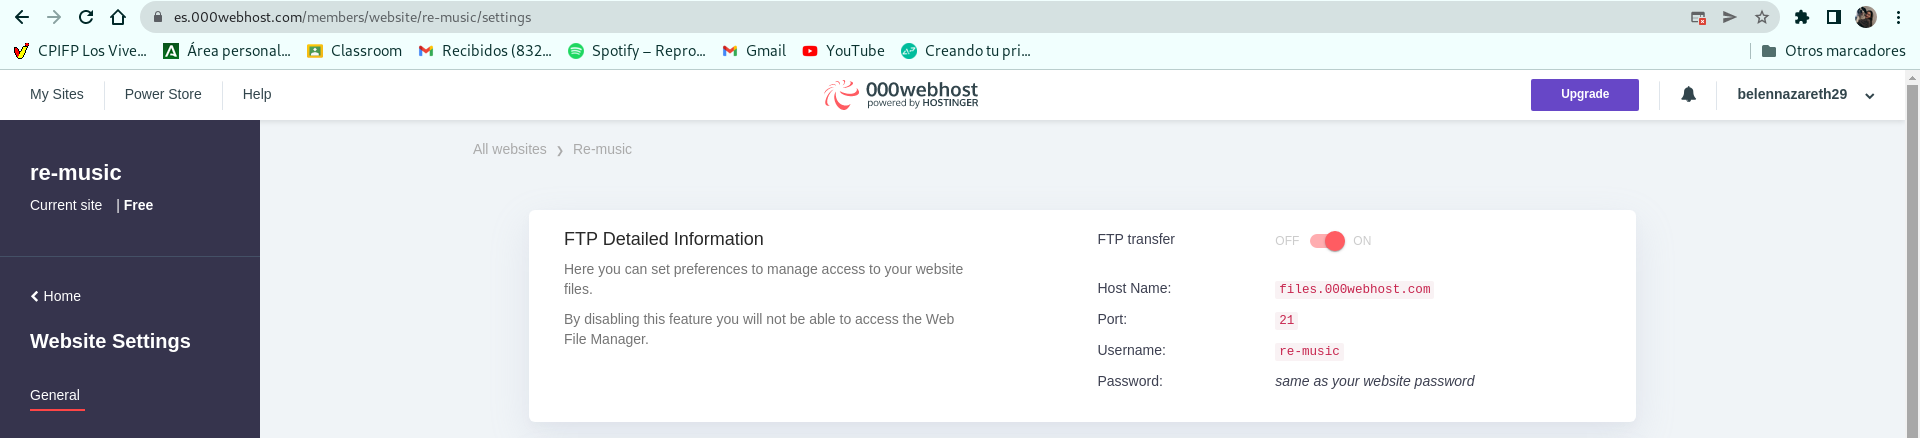 es.000webhost.com/members/website/re-music/settings
CPIFP Los Vive... Área personal... Classroom Recibidos (832... Spotify – Repro... Gmail YouTube Creando tu pri... Otros marcadores
My Sites Power Store Help 000webhost Upgrade belennazareth29
powered by HOSTINGER
All websites ❯ Re-music
re-music
Current site | Free
Home
Website Settings
General
FTP Detailed Information
Here you can set preferences to manage access to your website
files.
By disabling this feature you will not be able to access the Web
File Manager.
FTP transfer OFF ON
Host Name: files.000webhost.com
Port: 21
Username: re-music
Password: same as your website password